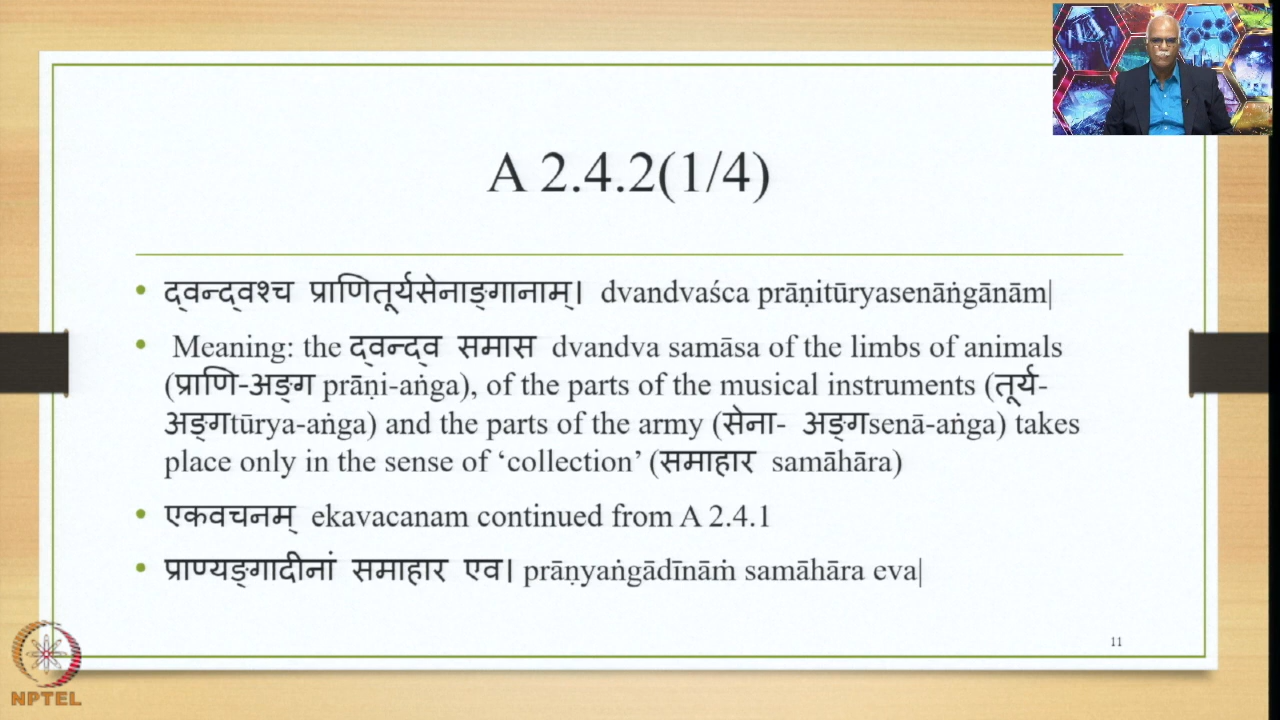 A 2.4.2(1/4)
• द्वन्द्वश्च प्राणितूर्यसेनाङ्गानाम्। dvandvaśca prāṇitūryasenāṅgānām|
• Meaning: the द्वन्द्व समास dvandva samāsa of the limbs of animals
(प्राणि-अङ्ग prāṇi-aṅga), of the parts of the musical instruments (तूर्य-
अङ्गtūrya-aṅga) and the parts of the army (सेना- अङ्गsenā-aṅga) takes
place only in the sense of ‘collection’ (समाहार samāhāra)
• एकवचनम् ekavacanam continued from A 2.4.1
• प्राण्यङ्गादीनां समाहार एव। prāṇyaṅgādīnāṁ samāhāra eva|
11
NPTEL